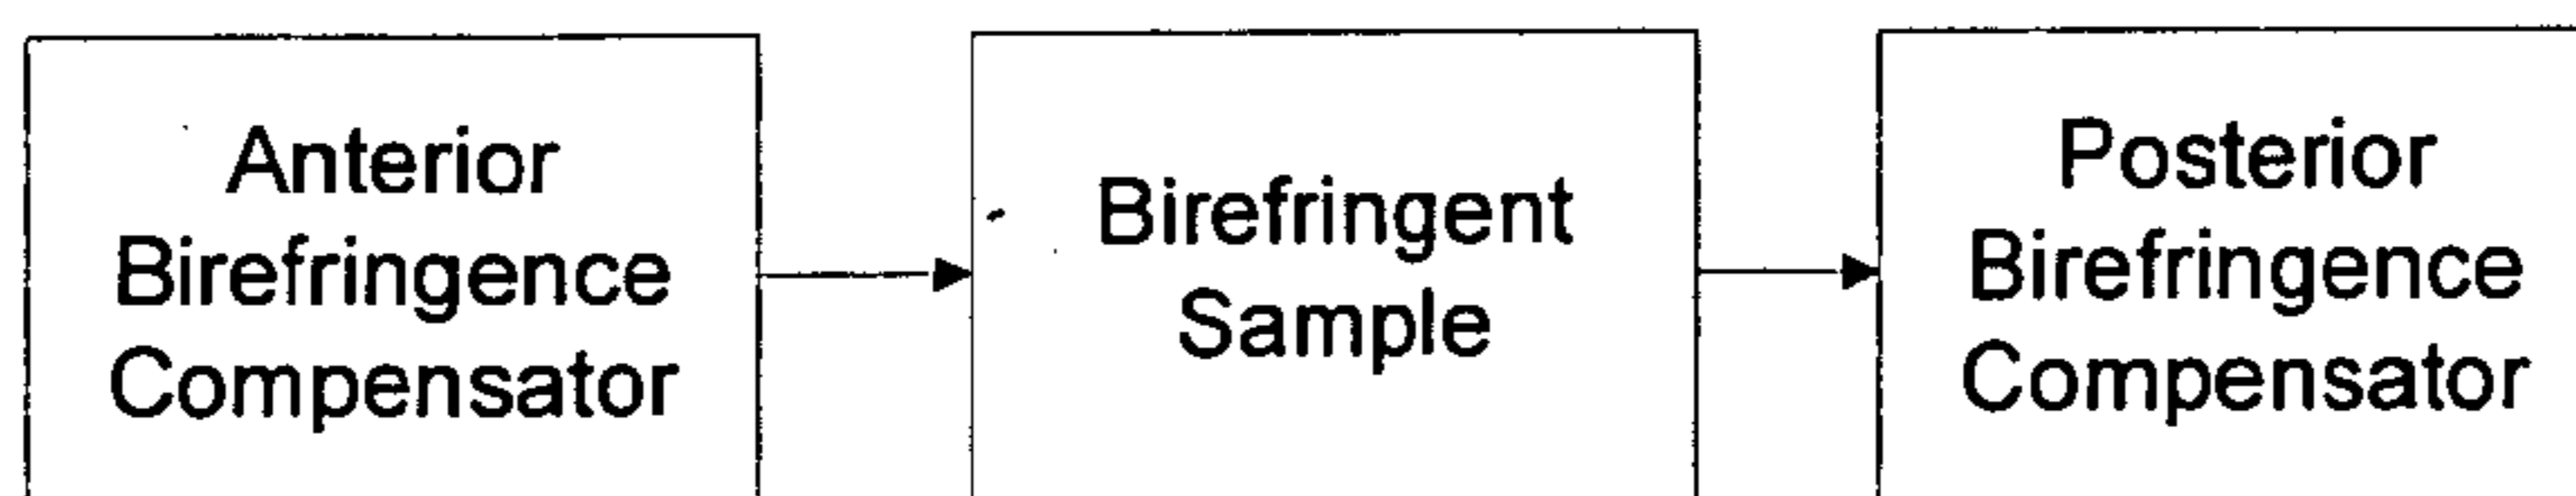 Anterior
Birefringence
Compensator
Birefringent
Sample
Posterior
Birefringence
Compensator